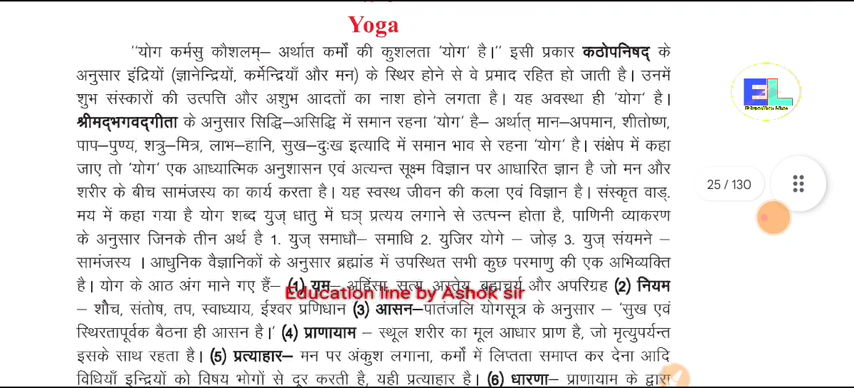 Yoga
"योग कर्मसु कौशलम्– अर्थात कर्मों की कुशलता 'योग' है।" इसी प्रकार कठोपनिषद् के
अनुसार इंद्रियों (ज्ञानेन्द्रियों, कर्मेन्द्रियाँ और मन) के स्थिर होने से वे प्रमाद रहित हो जाती है। उनमें
शुभ संस्कारों की उत्पत्ति और अशुभ आदतों का नाश होने लगता है। यह अवस्था ही 'योग' है।
श्रीमद्भगवद्गीता के अनुसार सिद्धि–असिद्धि में समान रहना 'योग' है– अर्थात् मान–अपमान, शीतोष्ण,
पाप–पुण्य, शत्रु–मित्र, लाभ–हानि, सुख–दुःख इत्यादि में समान भाव से रहना 'योग' है। संक्षेप में कहा
जाए तो 'योग' एक आध्यात्मिक अनुशासन एवं अत्यन्त सूक्ष्म विज्ञान पर आधारित ज्ञान है जो मन और
शरीर के बीच सामंजस्य का कार्य करता है। यह स्वस्थ जीवन की कला एवं विज्ञान है। संस्कृत वाड़.
25 / 130
मय में कहा गया है योग शब्द युज् धातु में घञ् प्रत्यय लगाने से उत्पन्न होता है, पाणिनी व्याकरण
के अनुसार जिनके तीन अर्थ है 1. युज् समाधौ– समाधि 2. युजिर योगे – जोड़ 3. युज् संयमने –
सामंजस्य । आधुनिक वैज्ञानिकों के अनुसार ब्रह्मांड में उपस्थित सभी कुछ परमाणु की एक अभिव्यक्ति
है। योग के आठ अंग माने गए हैं– (1) यम– अहिंसा, सत्य, अस्तेय, ब्रह्मचर्य और अपरिग्रह (2) नियम
Education line by Ashok sir
– शौच, संतोष, तप, स्वाध्याय, ईश्वर प्रणिधान (3) आसन–पातंजलि योगसूत्र के अनुसार – 'सुख एवं
स्थिरतापूर्वक बैठना ही आसन है।' (4) प्राणायाम – स्थूल शरीर का मूल आधार प्राण है, जो मृत्युपर्यन्त
इसके साथ रहता है। (5) प्रत्याहार– मन पर अंकुश लगाना, कर्मों में लिप्तता समाप्त कर देना आदि
विधियाँ इन्द्रियों को विषय भोगों से दूर करती है, यही प्रत्याहार है। (6) धारणा– प्राणायाम के द्वारा